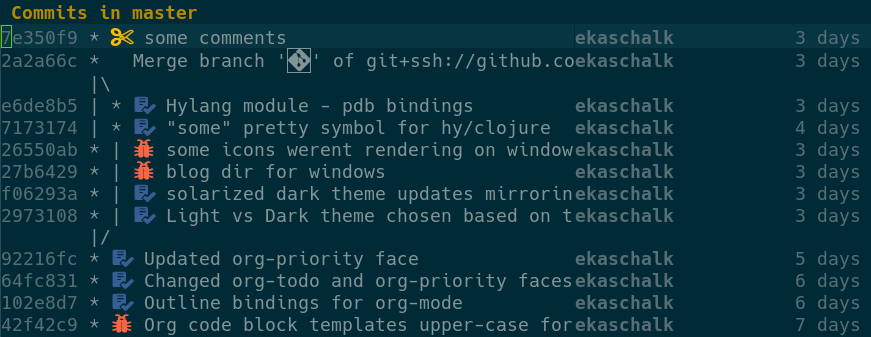 Commits in master
7e350f9 * some comments ekaschalk 3 days
2a2a66c * Merge branch '' of git+ssh://github.coekaschalk 3 days
|\
e6de8b5 | * Hylang module - pdb bindings ekaschalk 3 days
7173174 | * "some" pretty symbol for hy/clojure ekaschalk 4 days
26550ab * | some icons werent rendering on windowekaschalk 3 days
27b6429 * | blog dir for windows ekaschalk 3 days
f06293a * | solarized dark theme updates mirrorinekaschalk 3 days
2973108 * | Light vs Dark theme chosen based on tekaschalk 3 days
|/
92216fc * Updated org-priority face ekaschalk 5 days
64fc831 * Changed org-todo and org-priority facesekaschalk 6 days
102e8d7 * Outline bindings for org-mode ekaschalk 6 days
42f42c9 * Org code block templates upper-case forekaschalk 7 days